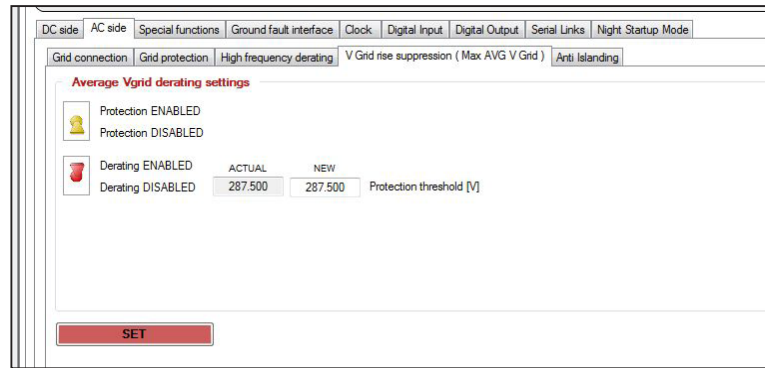 DC side AC side Special functions Ground fault interface Clock Digital Input Digital Output Serial Links Night Startup Mode
Grid connection Grid protection High frequency derating V Grid rise suppression ( Max AVG V Grid ) Anti Islanding
Average Vgrid derating settings
Protection ENABLED
Protection DISABLED
Derating ENABLED ACTUAL NEW
Derating DISABLED 287.500 287.500 Protection threshold [V]
SET